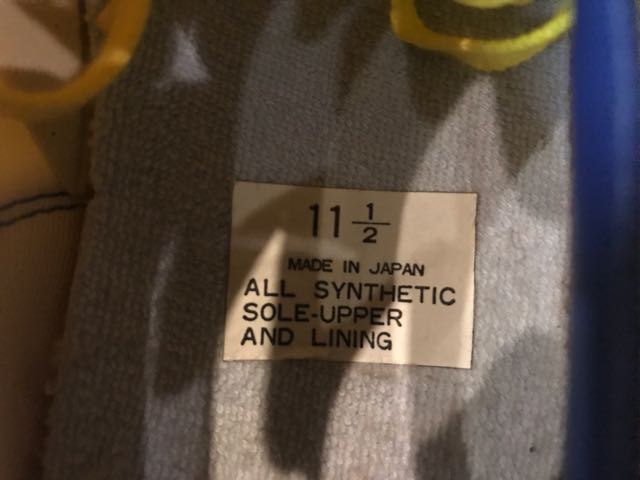 11 1/2
MADE IN JAPAN
ALL SYNTHETIC
SOLE-UPPER
AND LINING